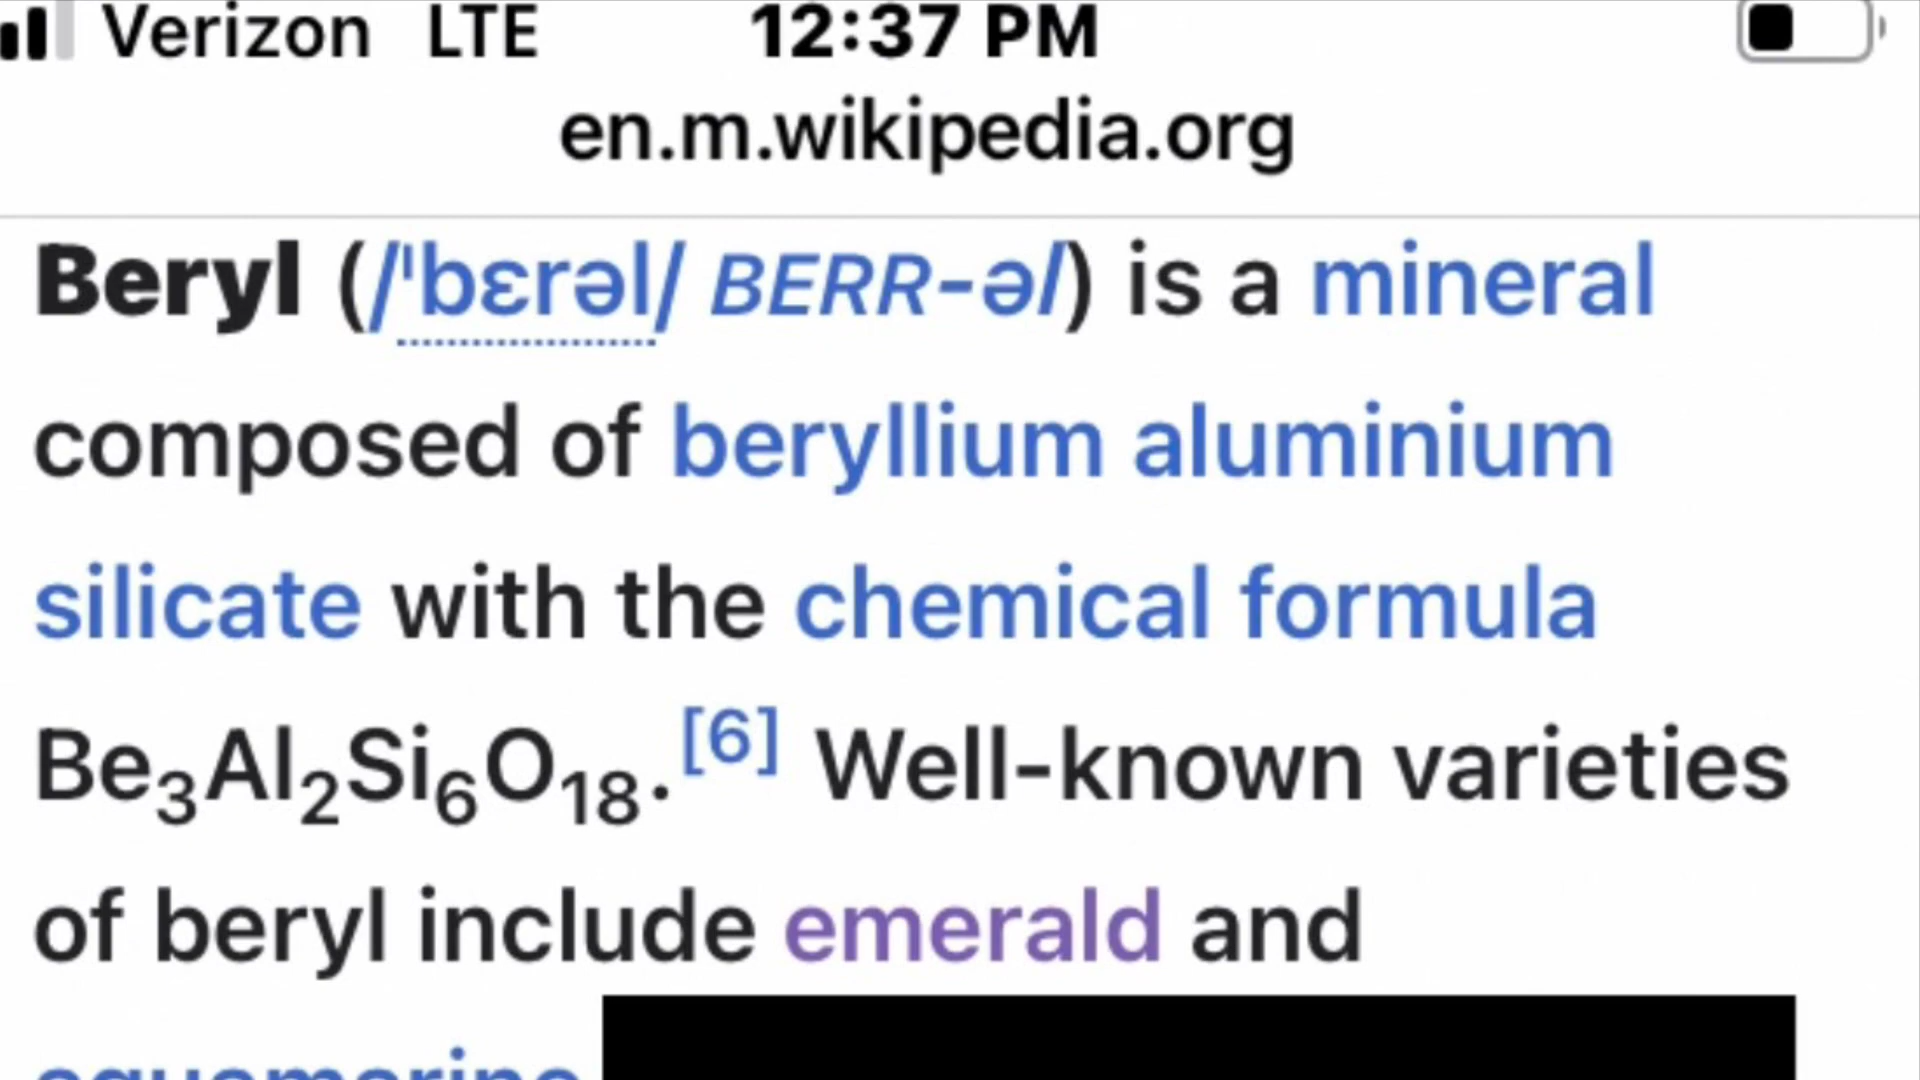 Verizon LTE 12:37 PM
en.m.wikipedia.org
Beryl (/ˈbɛrəl/ BERR-əl) is a mineral
composed of beryllium aluminium
silicate with the chemical formula
Be₃Al₂Si₆O₁₈.[6] Well-known varieties
of beryl include emerald and
aquamarine